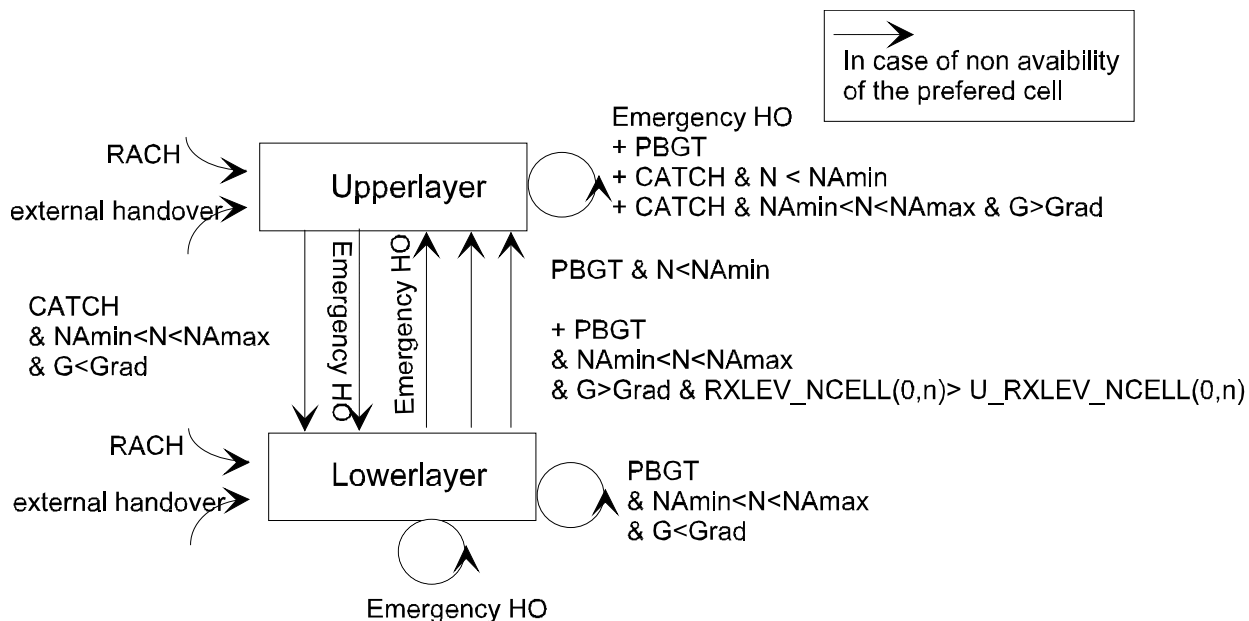 In case of non avaibility
of the prefered cell
Emergency HO
+ PBGT
+ CATCH & N < NAmin
+ CATCH & NAmin<N<NAmax & G>Grad
RACH
Upperlayer
external handover
Emergency HO
Emergency HO
PBGT & N<NAmin
CATCH
& NAmin<N<NAmax
& G<Grad
+ PBGT
& NAmin<N<NAmax
& G>Grad & RXLEV_NCELL(0,n)> U_RXLEV_NCELL(0,n)
RACH
Lowerlayer
external handover
PBGT
& NAmin<N<NAmax
& G<Grad
Emergency HO